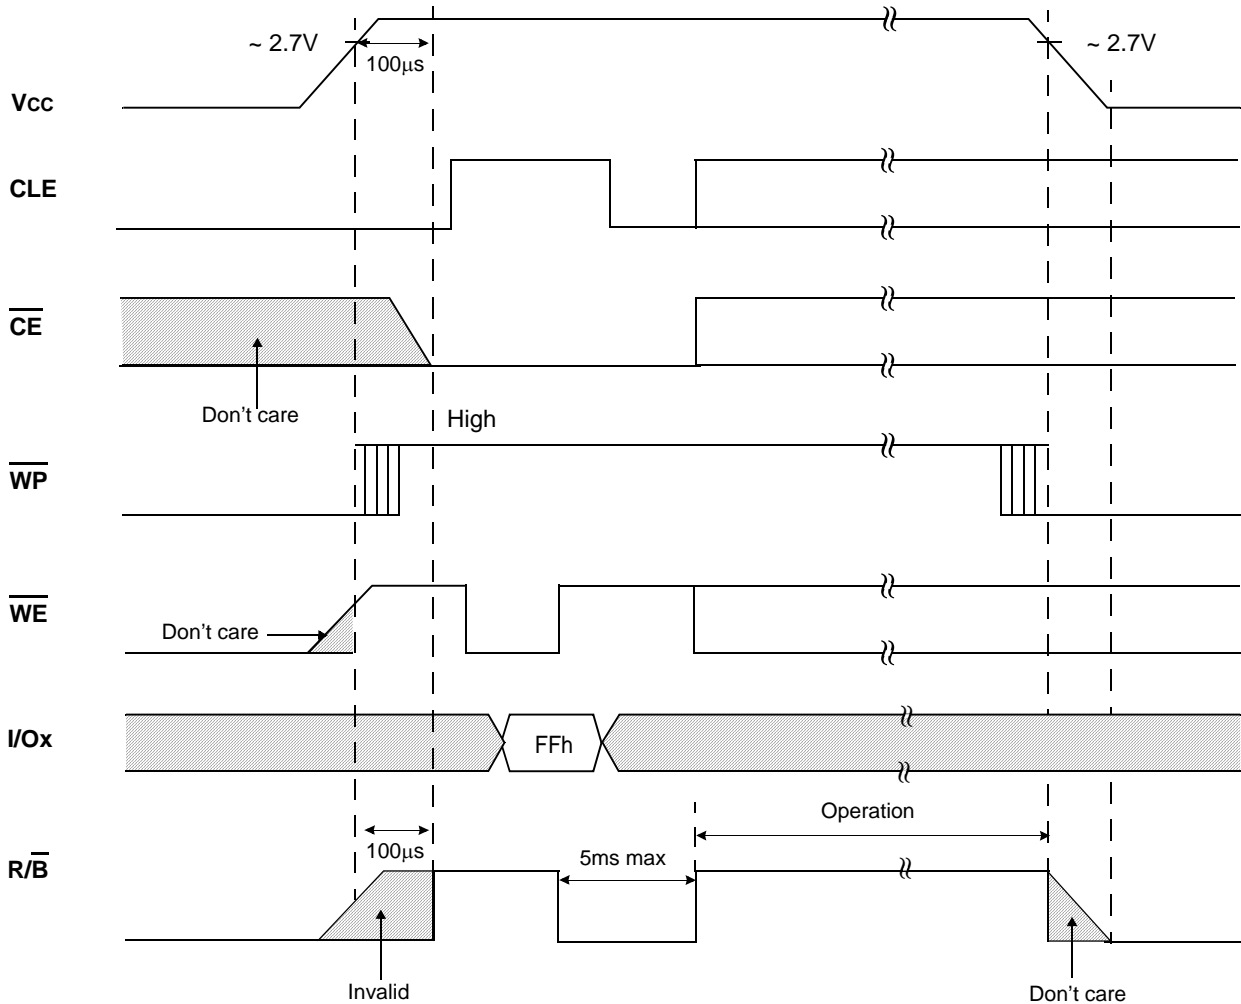 ~ 2.7V
100µs
~ 2.7V
Vcc
CLE
CE
Don't care
High
WP
WE
Don't care
I/Ox
FFh
Operation
100µs
5ms max
R/B
Invalid
Don't care